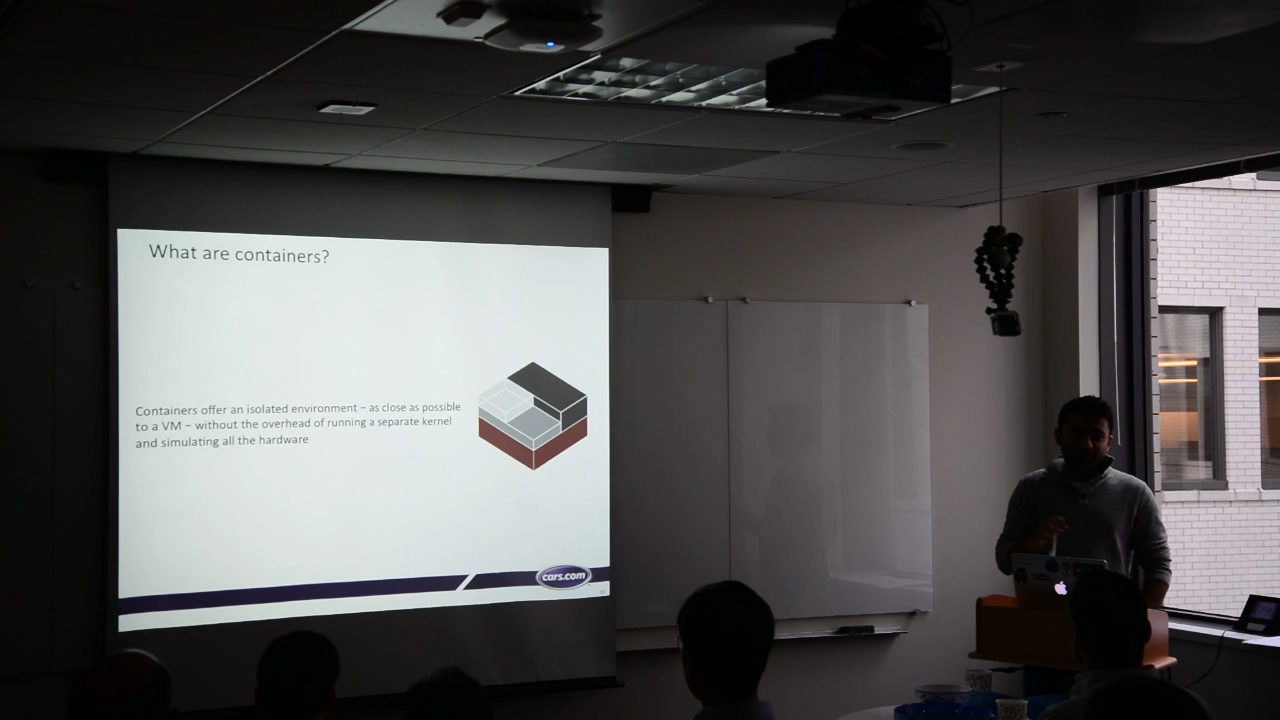 What are containers?
Containers offer an isolated environment – as close as possible
to a VM – without the overhead of running a separate kernel
and simulating all the hardware
cars.com